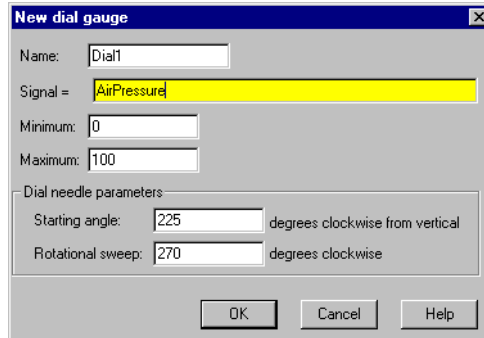 New dial gauge
Name: Dial1
Signal = AirPressure
Minimum: 0
Maximum: 100
Dial needle parameters
Starting angle: 225 degrees clockwise from vertical
Rotational sweep: 270 degrees clockwise
OK Cancel Help